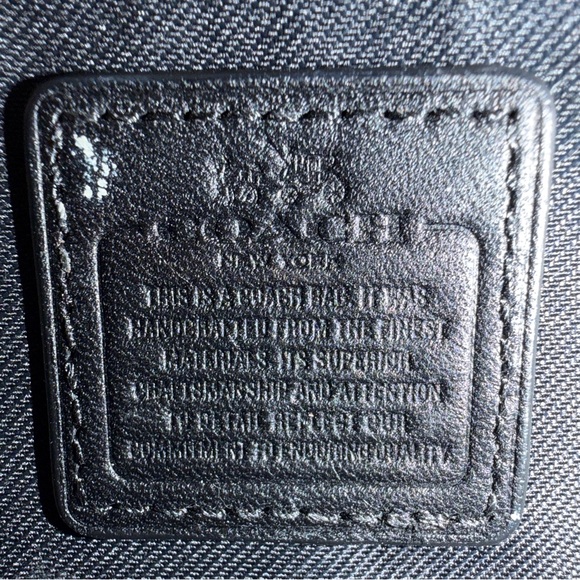 COACH
NEW YORK
THIS IS A COACH BAG. IT WAS
HANDCRAFTED FROM THE FINEST
MATERIALS. ITS SUPERIOR
CRAFTSMANSHIP AND ATTENTION
TO DETAIL REFLECT OUR
COMMITMENT TO ENDURING QUALITY.